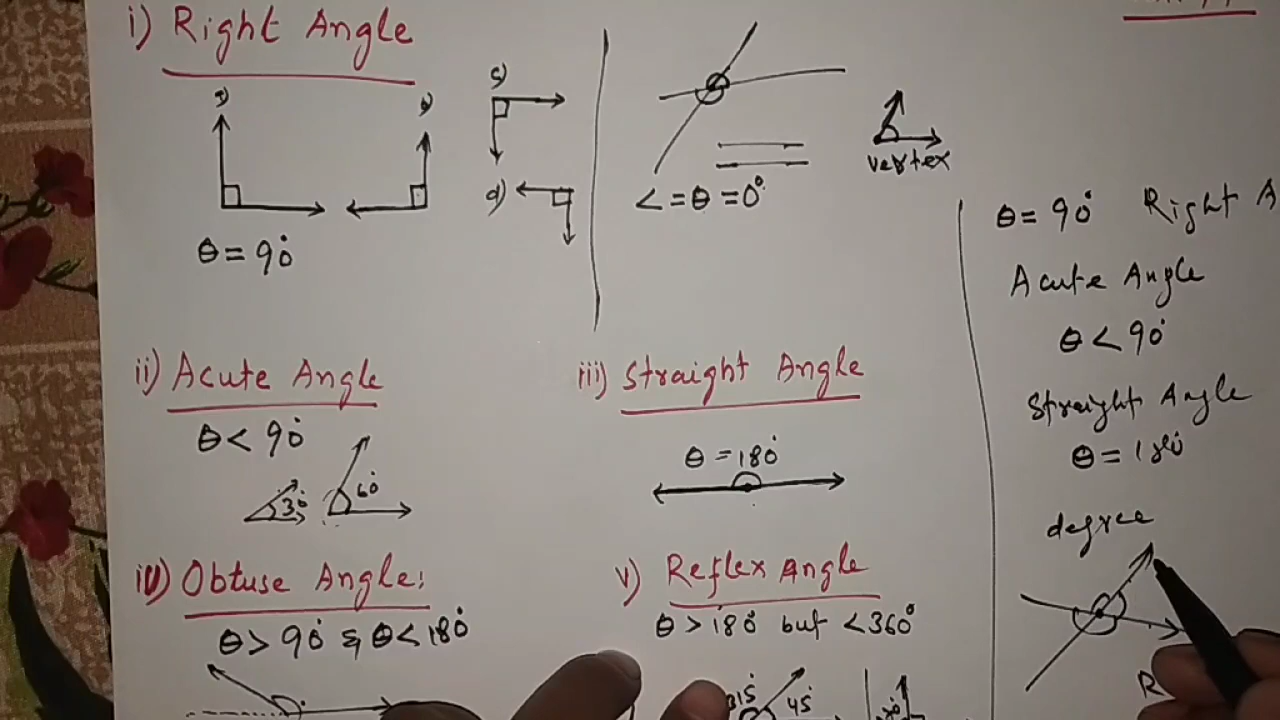 i) Right Angle
a)
b)
c)
d)
θ = 90°
vertex
∠ = θ = 0°
ii) Acute Angle
θ < 90°
30°
60°
iii) Straight Angle
θ = 180°
iv) Obtuse Angle:
θ > 90° & θ < 180°
v) Reflex Angle
θ > 180° but < 360°
315°
45°
θ = 90° Right A
Acute Angle
θ < 90°
Straight Angle
θ = 180°
degree
R